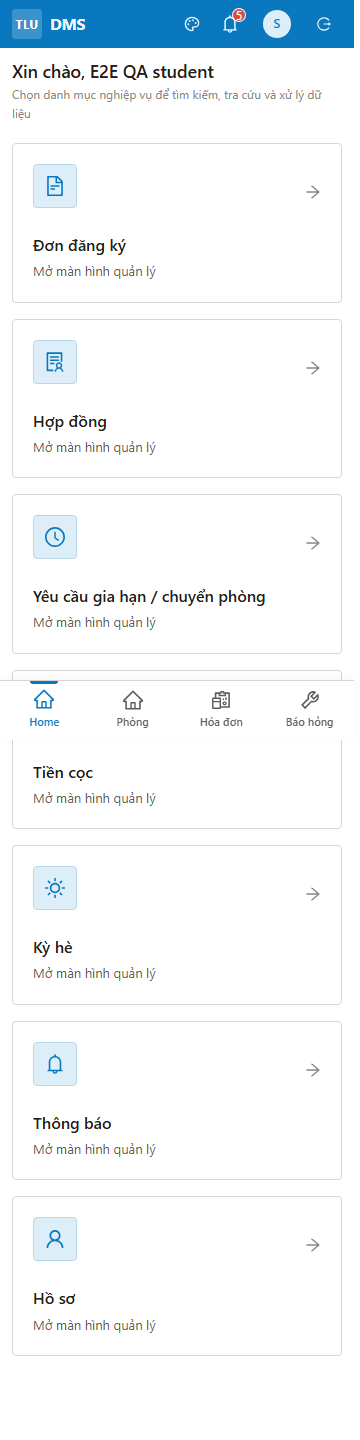 TLU DMS 5 S
Xin chào, E2E QA student
Chọn danh mục nghiệp vụ để tìm kiếm, tra cứu và xử lý dữ
liệu
Đơn đăng ký
Mở màn hình quản lý
Hợp đồng
Mở màn hình quản lý
Yêu cầu gia hạn / chuyển phòng
Mở màn hình quản lý
Home Phòng Hóa đơn Báo hỏng
Tiền cọc
Mở màn hình quản lý
Kỳ hè
Mở màn hình quản lý
Thông báo
Mở màn hình quản lý
Hồ sơ
Mở màn hình quản lý